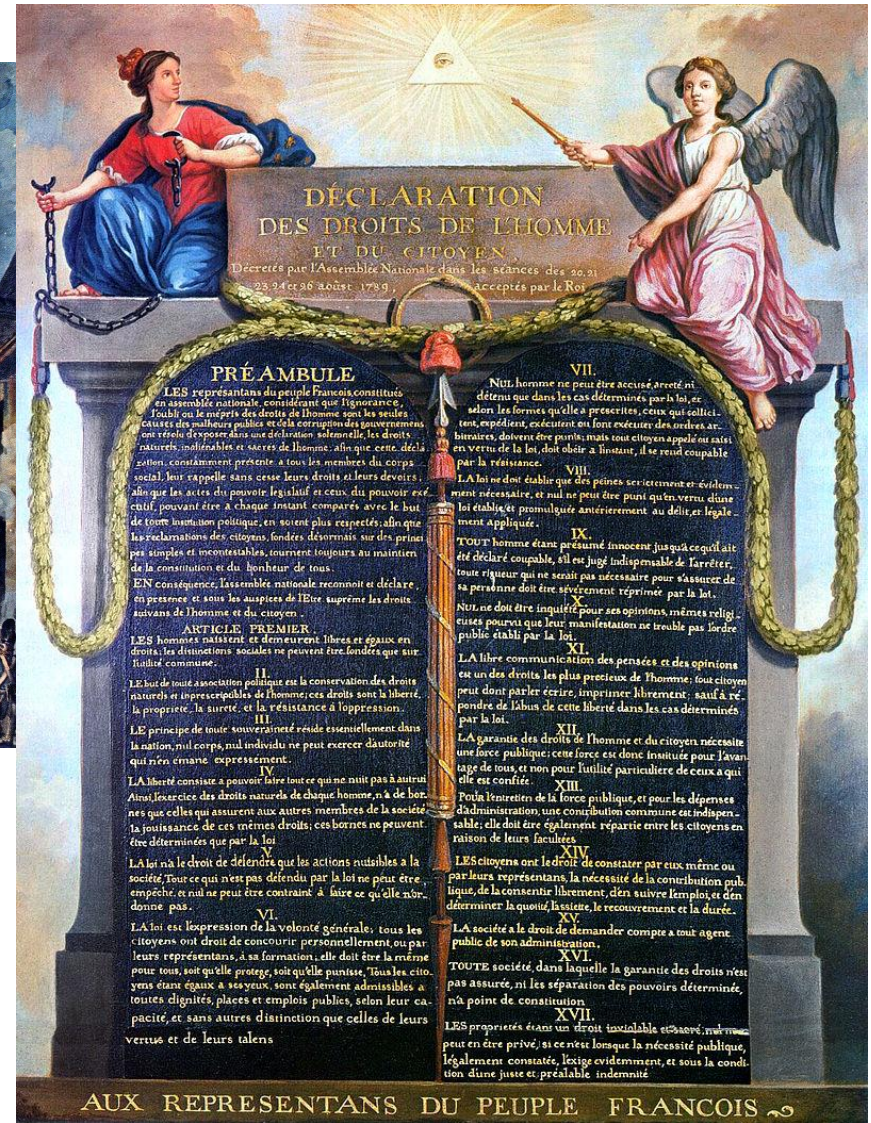 DÉCLARATION
DES DROITS DE L'HOMME
ET DU CITOYEN
Décretés par l'Assemblée Nationale dans les séances des 20.21
23.24 et 26 aoùst 1789, acceptés par le Roi
PRÉAMBULE
LES représantans du peuple Francois, constitués
en assemblée nationale, considérant que l'ignorance,
l'oubli ou le mépris des droits de l'homme sont les seules
causes des malheurs publics et de la corruption des gouvernemens
ont résolu d'exposer, dans une déclaration solemnelle, les droits
naturels, inaliénables et sacrés de l'homme; afin que cette décla
ration, constamment présente a tous les membres du corps
social, leur rappelle sans cesse leurs droits et leurs devoirs;
afin que les actes du pouvoir legislatif et ceux du pouvoir exé
cutif, pouvant être a chaque instant comparés avec le but
de toute institution politique, en soient plus respectés; afin que
les reclamations des citoyens, fondées désormais sur des princi
pes simples et incontestables, tournent toujours au maintien
de la constitution et du bonheur de tous.
EN conséquence, l'assemblée nationale reconnoit et déclare,
en presence et sous les auspices de l'Etre suprême les droits
suivans de l'homme et du citoyen.
ARTICLE PREMIER.
LES hommes naissent et demeurent libres et égaux en
droits; les distinctions sociales ne peuvent être fondées que sur
l'utilité commune.
II.
LE but de toute association politique est la conservation des droits
naturels et inprescripubles de l'homme; ces droits sont la liberté,
la propriété, la sureté, et la résistance à l'oppression.
III.
LE principe de toute souveraineté réside essentiellement dans
la nation, nul corps, nul individu ne peut exercer d'autorité
qui n'en emane expressement.
IV.
LA liberté consiste a pouvoir faire tout ce qui ne nuit pas à autrui
Ainsi, l'exercice des droits naturels de chaque homme, n'a de bor-
nes que celles qui assurent aux autres membres de la société
la jouissance de ces mêmes droits; ces bornes ne peuvent
être déterminées que par la loi
V.
LA loi n'a le droit de défendre que les actions nuisibles a la
société, Tout ce qui n'est pas défendu par la loi ne peut être
empêché, et nul ne peut être contraint à faire ce qu'elle n'or-
donne pas.
VI.
LA loi est l'expression de la volonté générale; tous les
citoyens ont droit de concourir personnellement, ou par
leurs représentans, à sa formation; elle doit être la même
pour tous, soit qu'elle protege, soit qu'elle punisse, Tous les cito-
yens étant égaux a ses yeux, sont également admissibles a
toutes dignités, places et emplois publics, selon leur ca-
pacité, et sans autres distinction que celles de leurs
vertus et de leurs talens
VII.
NUL homme ne peut être accusé, arreté, ni
détenu que dans les cas déterminés par la loi, et
selon les formes qu'elle a prescrites, ceux qui sollici-
tent, expédient, exécutent ou font exécuter des ordres ar-
bitraires, doivent être punis; mais tout citoyen appelé ou saisi
en vertu de la loi, doit obéir a l'instant, il se rend coupable
par la résistance.
VIII.
LA loi ne doit établir que des peines strictement et évidem-
ment nécessaire, et nul ne peut être puni qu'en vertu d'une
loi établie et promulguée antérierement au délit, et légale-
ment appliquée.
IX.
TOUT homme étant présumé innocent jusqu'à ce qu'il ait
été déclaré coupable, s'il est jugé indispensable de l'arrêter,
toute rigueur qui ne serait pas nécessaire pour s'assurer de
sa personne doit être sévèrement réprimée par la loi.
X.
NUL ne doit être inquiété pour ses opinions, mêmes religi-
euses pourvu que leur manifestation ne trouble pas l'ordre
public établi par la loi.
XI.
LA libre communication des pensées et des opinions
est un des droits les plus precieux de l'homme; tout citoyen
peut dont parler écrire, imprimer librement; sauf à ré-
pondre de l'abus de cette liberté dans les cas déterminés
par la loi.
XII.
LA garantie des droits de l'homme et du citoyen nécessite
une force publique; cette force est donc instituée pour l'avan
tage de tous, et non pour l'utilité particuliere de ceux a qui
elle est confiée.
XIII.
POUR l'entretien de la force publique, et pour les dépenses
d'administration, une contribution commune est indispen-
sable; elle doit être également répartie entre les citoyens en
raison de leurs facultées
XIV.
LES citoyens ont le droit de constater par eux même ou
par leurs représentans, la nécessité de la contribution pub-
lique, de la consentir librement, d'en suivre l'emploi, et d'en
déterminer la quotité, l'assiette, le recouvrement et la durée.
XV.
LA société a le droit de demander compte a tout agent
public de son administration.
XVI.
TOUTE société, dans laquelle la garantie des droits n'est
pas assurée, ni les séparation des pouvoirs déterminée,
n'a point de constitution
XVII.
LES proprietés étans un droit inviolable et sacré, nul ne
peut en être privé, si ce n'est lorsque la nécessité publique,
légalement constatée, l'exige evidemment, et sous la condi-
tion d'une juste et préalable indemnité
AUX REPRESENTANS DU PEUPLE FRANCOIS